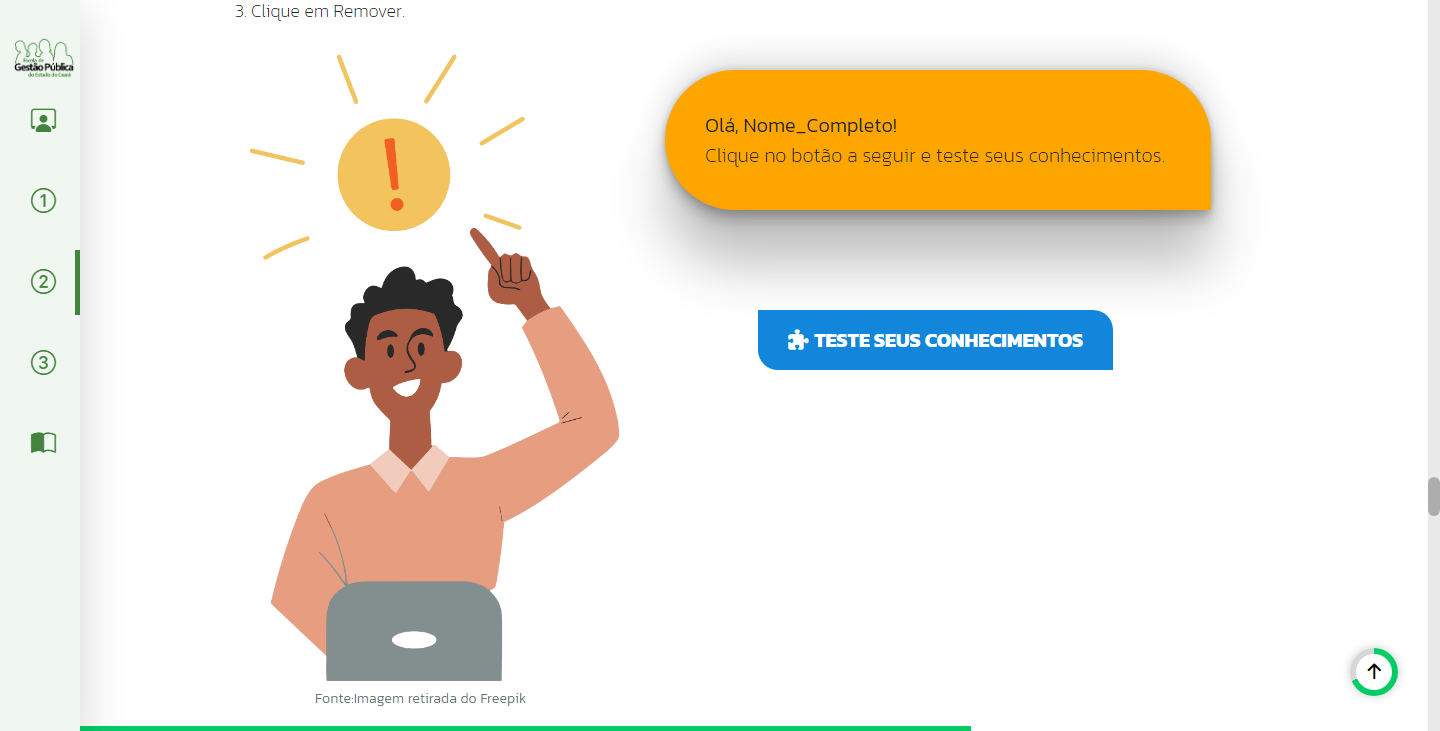 3. Clique em Remover.
Escola de
Gestão Pública
do Estado do Ceará
1
2
3
!
Olá, Nome_Completo!
Clique no botão a seguir e teste seus conhecimentos.
TESTE SEUS CONHECIMENTOS
Fonte:Imagem retirada do Freepik